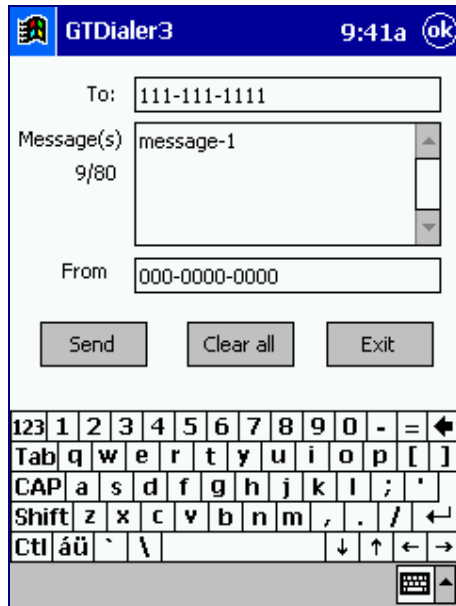 GTDialer3 9:41a ok
To: 111-111-1111
Message(s) message-1
9/80
From 000-0000-0000
Send Clear all Exit
123 1 2 3 4 5 6 7 8 9 0 - = 🡄
Tab q w e r t y u i o p [ ]
CAP a s d f g h j k l ; '
Shift z x c v b n m , . / ↵
Ctl áü ` \ ↓ ↑ ← →